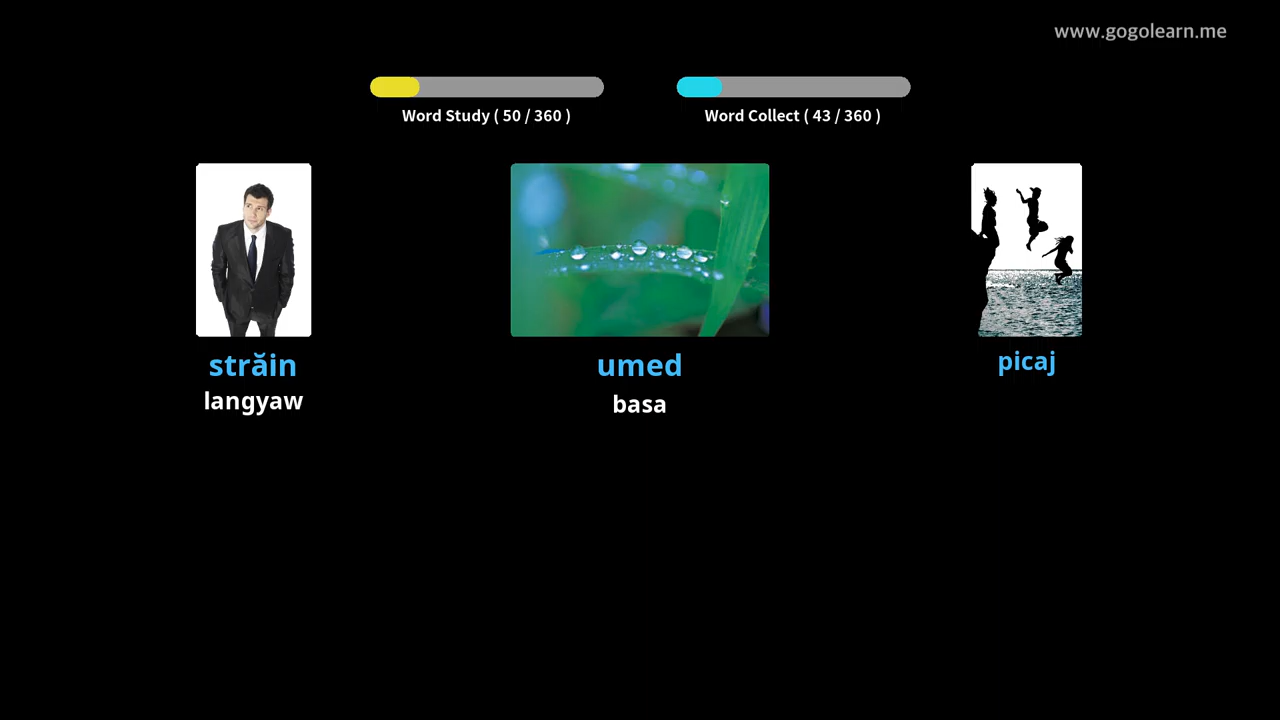 www.gogolearn.me
Word Study ( 50 / 360 )
Word Collect ( 43 / 360 )
străin
langyaw
umed
basa
picaj